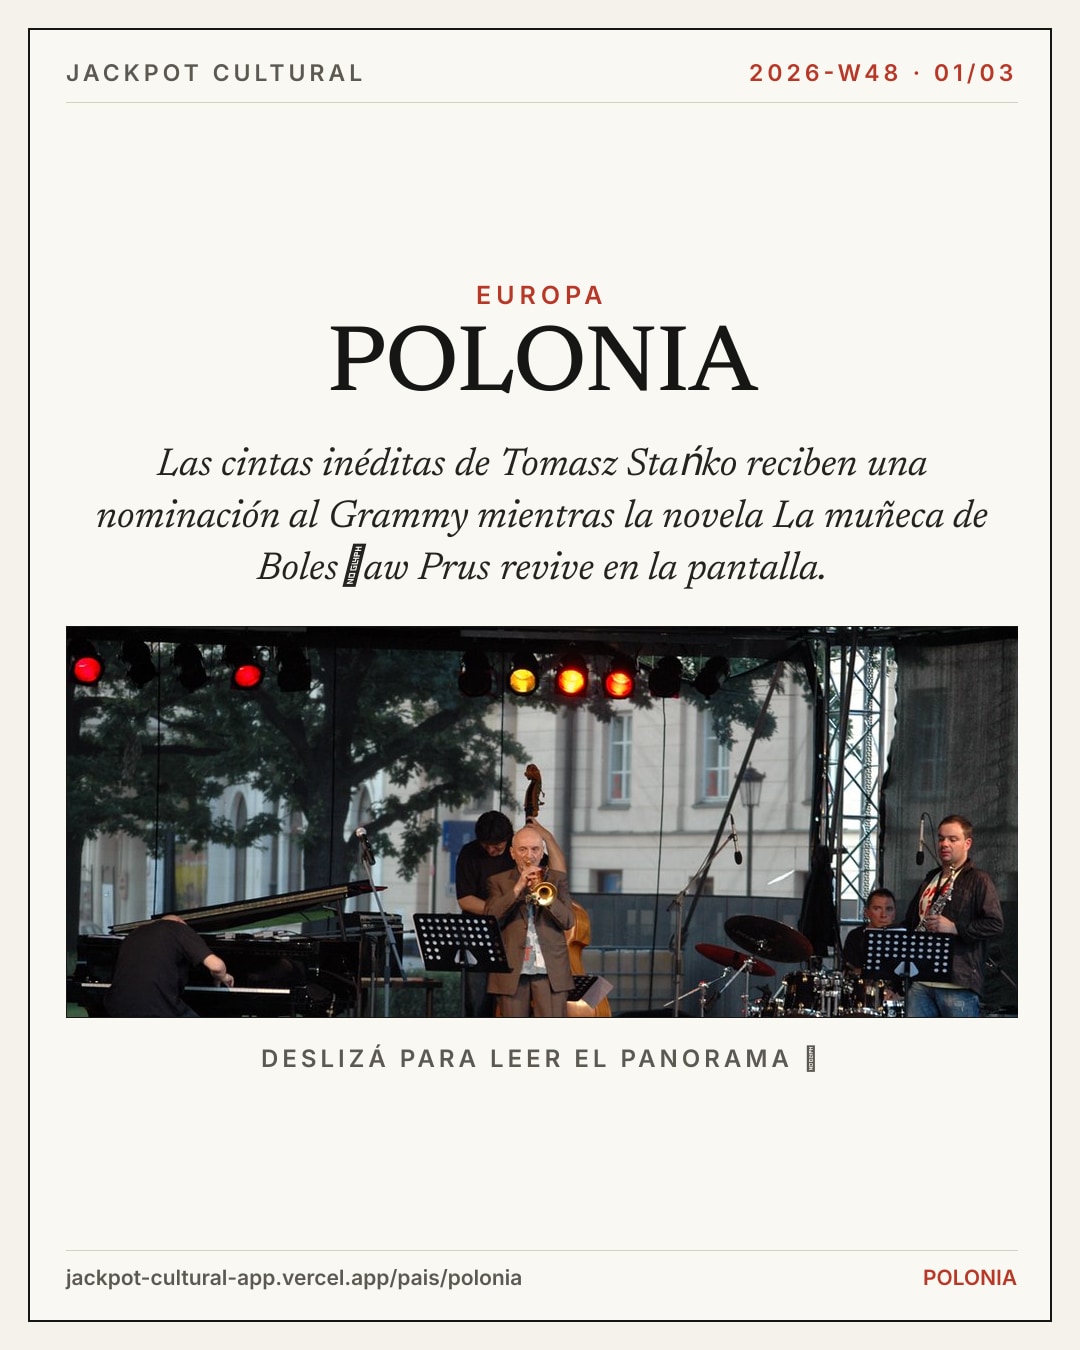 JACKPOT CULTURAL
2026-W48 · 01/03
EUROPA
POLONIA
Las cintas inéditas de Tomasz Stańko reciben una
nominación al Grammy mientras la novela La muñeca de
Boles▯aw Prus revive en la pantalla.
DESLIZÁ PARA LEER EL PANORAMA ▯
jackpot-cultural-app.vercel.app/pais/polonia
POLONIA